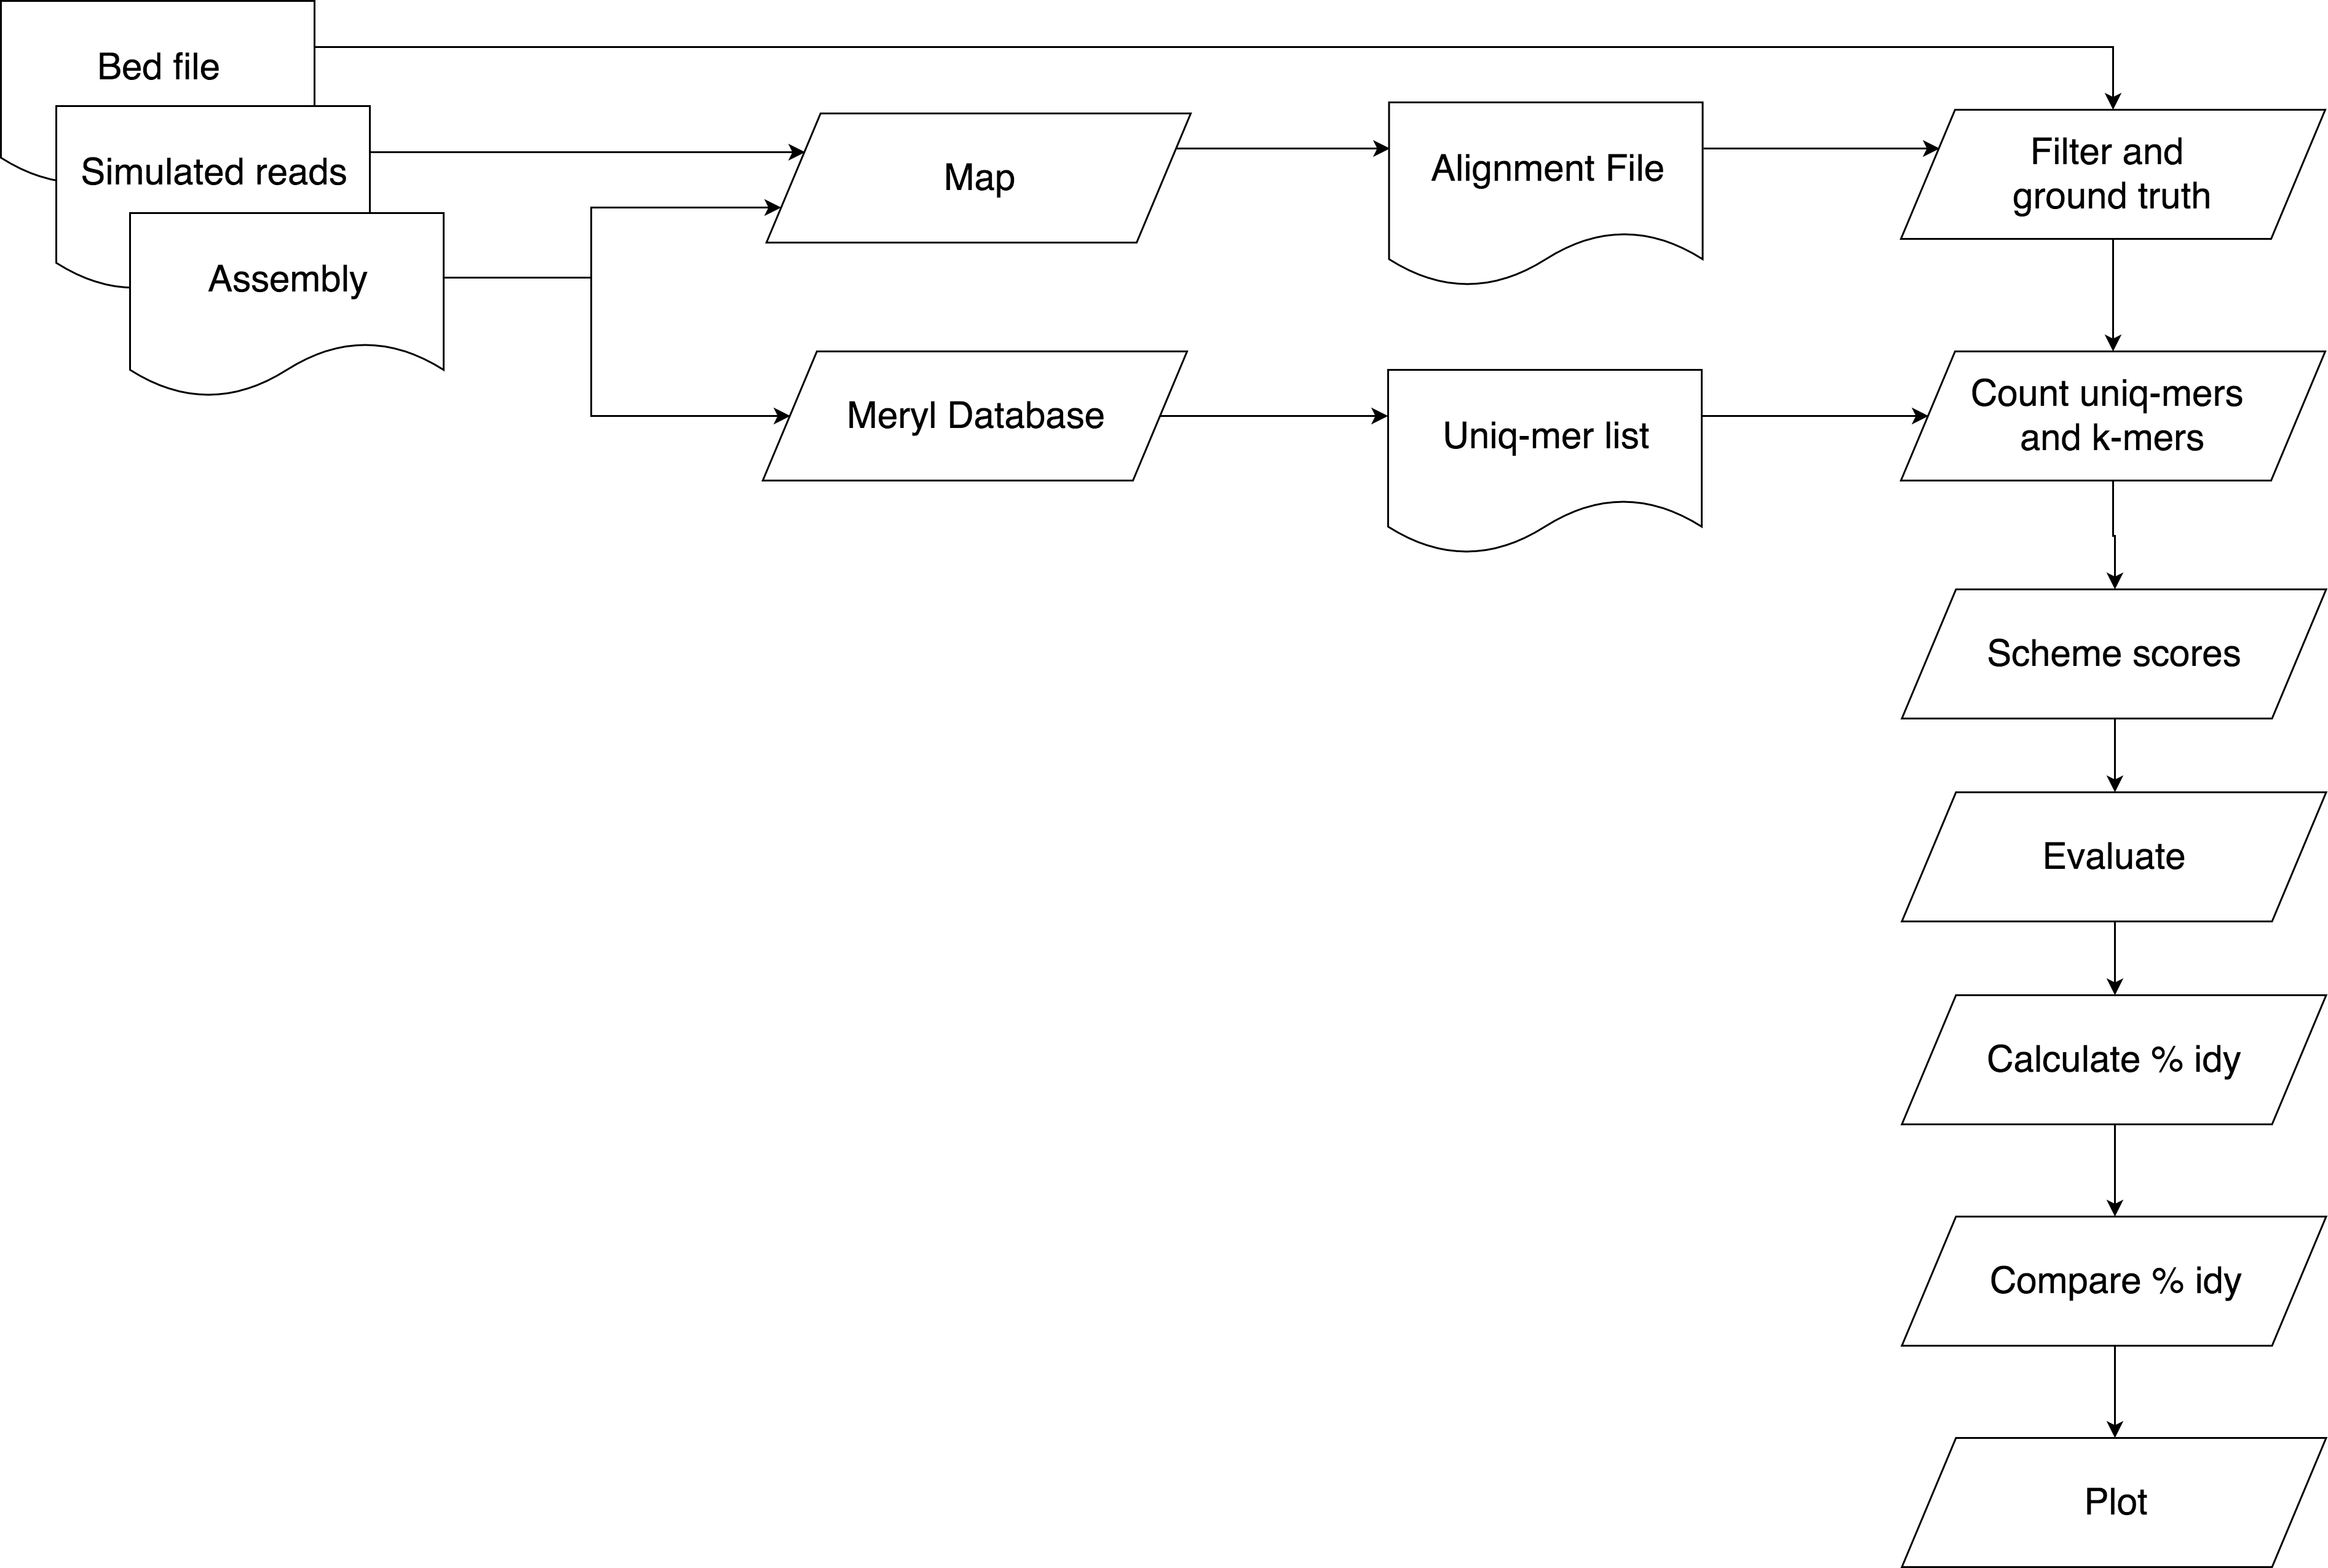 Bed file
Simulated reads
Assembly
Map
Alignment File
Filter and
ground truth
Meryl Database
Uniq-mer list
Count uniq-mers
and k-mers
Scheme scores
Evaluate
Calculate % idy
Compare % idy
Plot